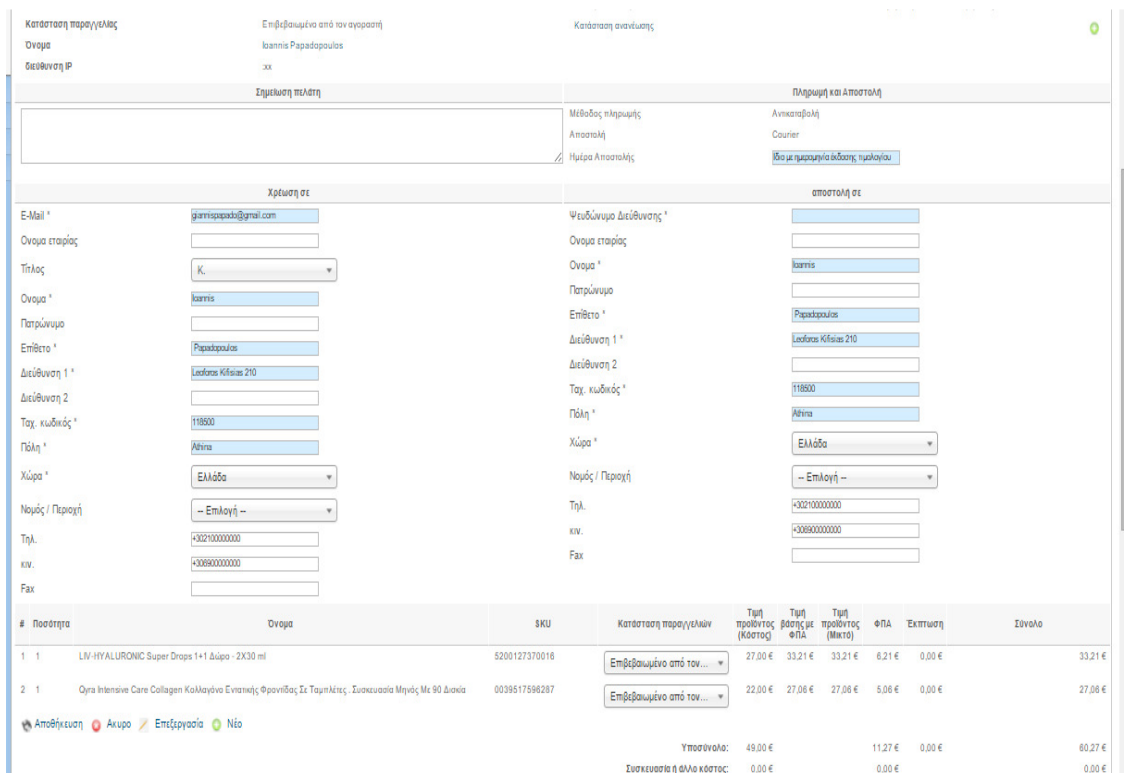 Κατάσταση παραγγελίας Επιβεβαιωμένο από τον αγοραστή Κατάσταση ανανέωσης
Όνομα Ioannis Papadopoulos
διεύθυνση IP :xx
Σημείωση πελάτη Πληρωμή και Αποστολή
Μέθοδος πληρωμής Αντικαταβολή
Αποστολή Courier
Ημέρα Αποστολής Ιδια με ημερομηνία έκδοσης τιμολογίου
Χρέωση σε αποστολή σε
E-Mail * giannispapado@gmail.com Ψευδώνυμο Διεύθυνσης *
Ονομα εταιρίας Ονομα εταιρίας
Τίτλος Κ. Ονομα * Ioannis
Ονομα * Ioannis Πατρώνυμο
Πατρώνυμο Επίθετο * Papadopoulos
Επίθετο * Papadopoulos Διεύθυνση 1 * Leoforos Kifisias 210
Διεύθυνση 1 * Leoforos Kifisias 210 Διεύθυνση 2
Διεύθυνση 2 Ταχ. κωδικός * 118500
Ταχ. κωδικός * 118500 Πόλη * Athina
Πόλη * Athina Χώρα * Ελλάδα
Χώρα * Ελλάδα Νομός / Περιοχή -- Επιλογή --
Νομός / Περιοχή -- Επιλογή -- Τηλ. +302100000000
Τηλ. +302100000000 κιν. +306900000000
κιν. +306900000000 Fax
Fax
# Ποσότητα Όνομα SKU Κατάσταση παραγγελιών Τιμή προϊόντος (Κόστος) Τιμή βάσης με ΦΠΑ Τιμή προϊόντος (Μικτό) ΦΠΑ Έκπτωση Σύνολο
1 1 LIV-HYALURONIC Super Drops 1+1 Δώρο - 2X30 ml 5200127370016 Επιβεβαιωμένο από τον... 27,00 € 33,21 € 33,21 € 6,21 € 0,00 € 33,21 €
2 1 Qyra Intensive Care Collagen Κολλαγόνο Εντατικής Φροντίδας Σε Ταμπλέτες . Συσκευασία Μηνός Με 90 Δισκία 0039517596287 Επιβεβαιωμένο από τον... 22,00 € 27,06 € 27,06 € 5,06 € 0,00 € 27,06 €
Αποθήκευση Ακυρο Επεξεργασία Νέο
Υποσύνολο: 49,00 € 11,27 € 0,00 € 60,27 €
Συσκευασία ή άλλο κόστος: 0,00 € 0,00 € 0,00 €